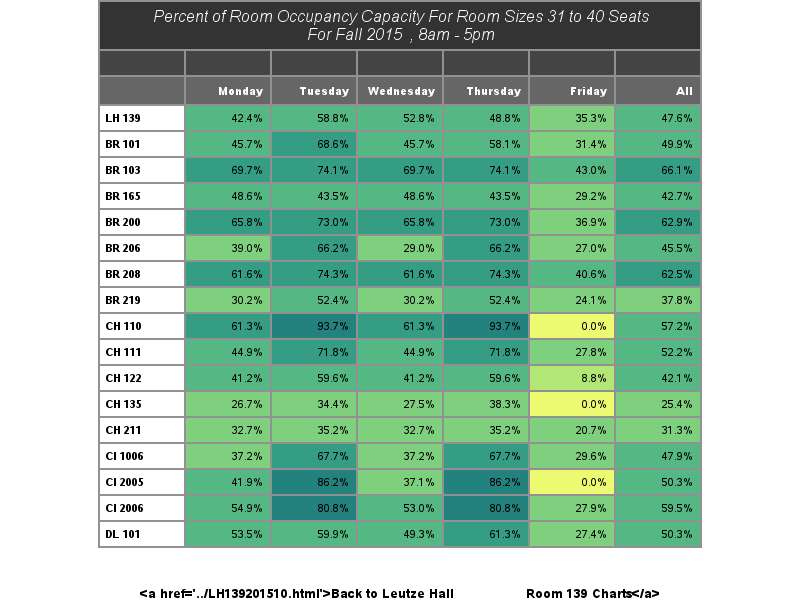 Percent of Room Occupancy Capacity For Room Sizes 31 to 40 Seats
For Fall 2015 , 8am - 5pm
Monday Tuesday Wednesday Thursday Friday All
LH 139 42.4% 58.8% 52.8% 48.8% 35.3% 47.6%
BR 101 45.7% 68.6% 45.7% 58.1% 31.4% 49.9%
BR 103 69.7% 74.1% 69.7% 74.1% 43.0% 66.1%
BR 165 48.6% 43.5% 48.6% 43.5% 29.2% 42.7%
BR 200 65.8% 73.0% 65.8% 73.0% 36.9% 62.9%
BR 206 39.0% 66.2% 29.0% 66.2% 27.0% 45.5%
BR 208 61.6% 74.3% 61.6% 74.3% 40.6% 62.5%
BR 219 30.2% 52.4% 30.2% 52.4% 24.1% 37.8%
CH 110 61.3% 93.7% 61.3% 93.7% 0.0% 57.2%
CH 111 44.9% 71.8% 44.9% 71.8% 27.8% 52.2%
CH 122 41.2% 59.6% 41.2% 59.6% 8.8% 42.1%
CH 135 26.7% 34.4% 27.5% 38.3% 0.0% 25.4%
CH 211 32.7% 35.2% 32.7% 35.2% 20.7% 31.3%
CI 1006 37.2% 67.7% 37.2% 67.7% 29.6% 47.9%
CI 2005 41.9% 86.2% 37.1% 86.2% 0.0% 50.3%
CI 2006 54.9% 80.8% 53.0% 80.8% 27.9% 59.5%
DL 101 53.5% 59.9% 49.3% 61.3% 27.4% 50.3%
<a href='../LH139201510.html'>Back to Leutze Hall Room 139 Charts</a>